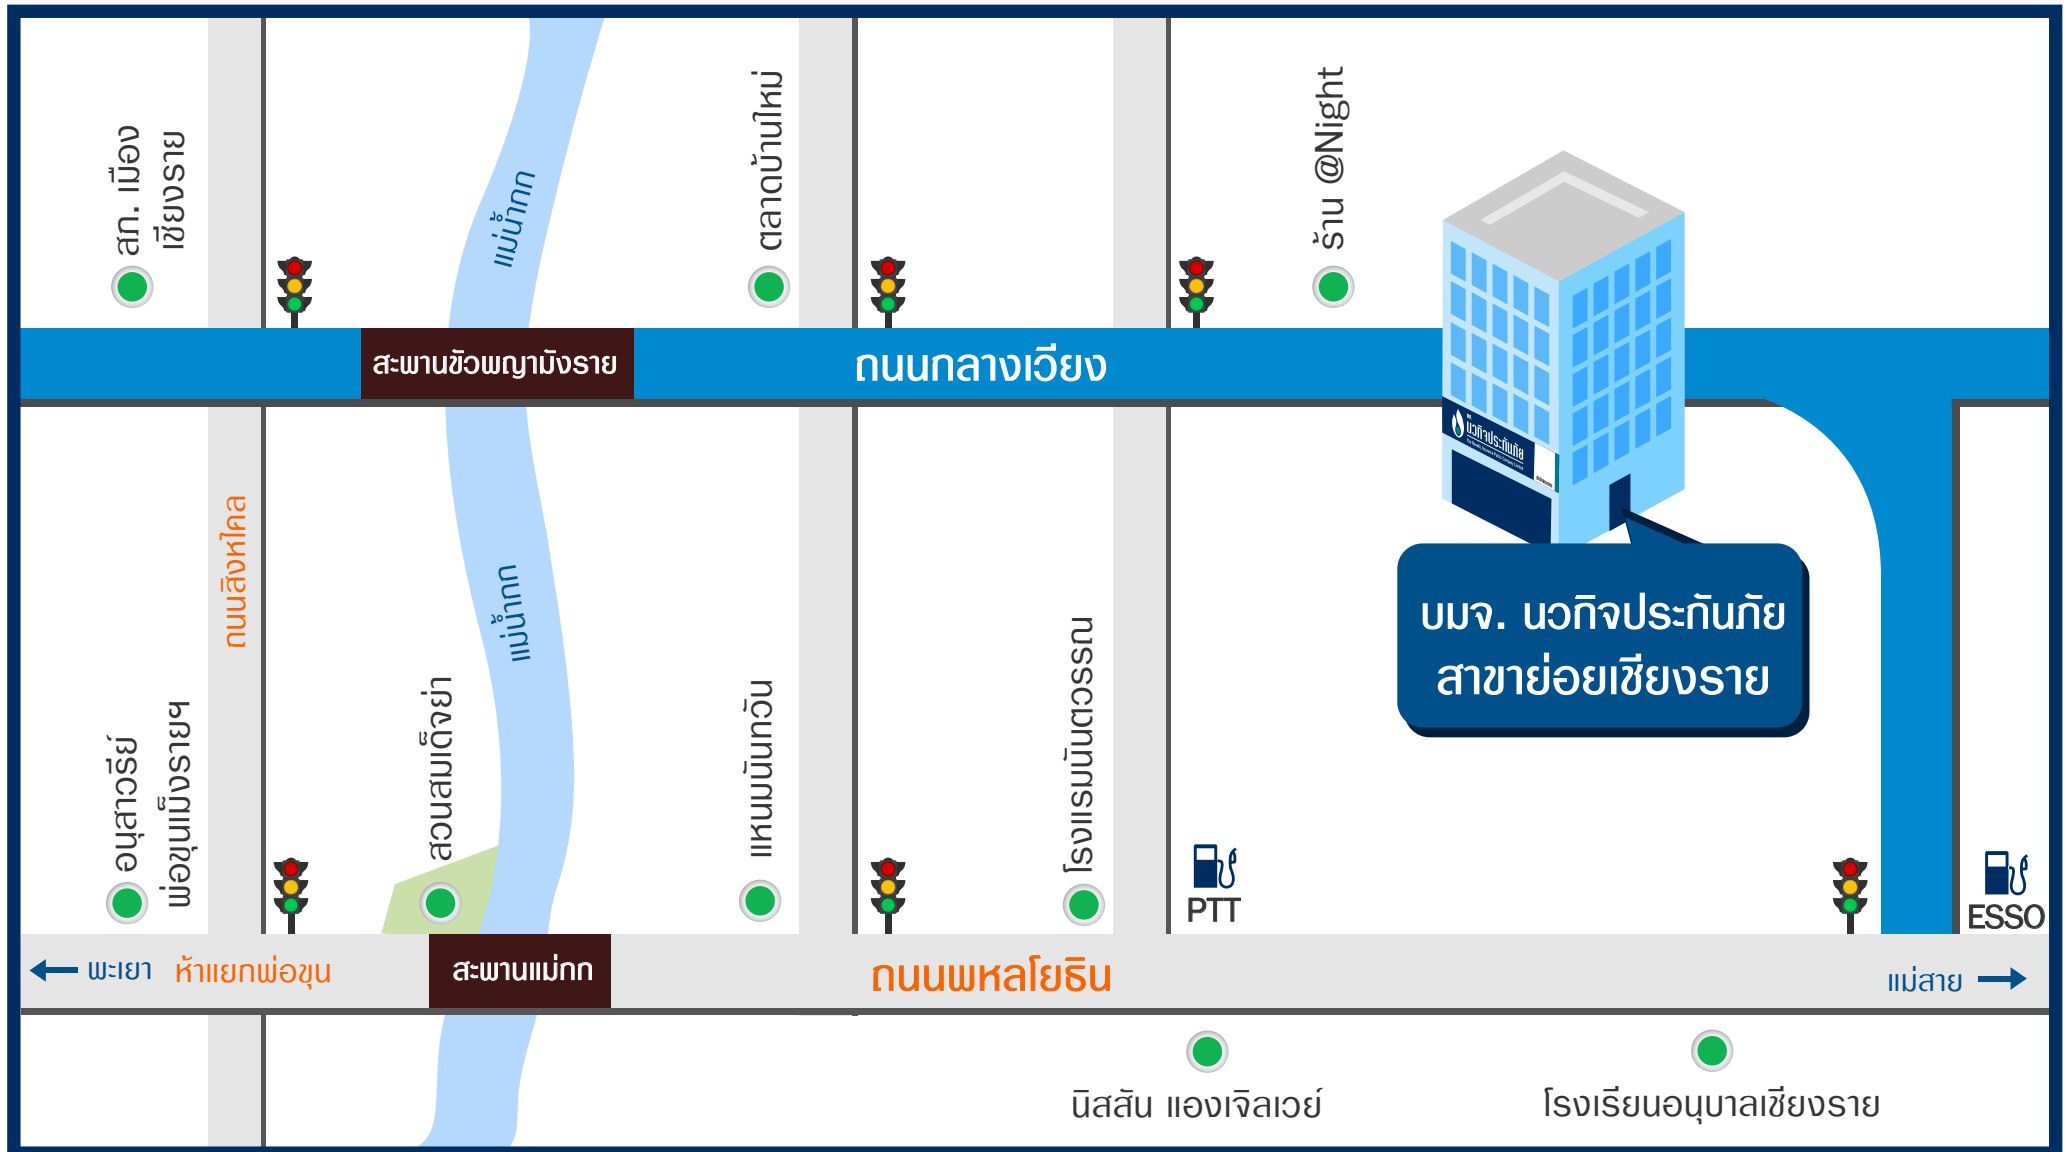 สภ. เมือง
เชียงราย
แม่น้ำกก
ตลาดบ้านใหม่
ร้าน @Night
สะพานขัวพญามังราย
ถนนกลางเวียง
นวกิจประกันภัย
ถนนสิงหไคล
แม่น้ำกก
บมจ. นวกิจประกันภัย
สาขาย่อยเชียงราย
อนุสาวรีย์
พ่อขุนเม็งรายมหาราช
สวนสมเด็จย่า
แหนมนันทวัน
โรงแรมทัตตวรรณ
PTT
ESSO
พะเยา
ห้าแยกพ่อขุน
สะพานแม่กก
ถนนพหลโยธิน
แม่สาย
นิสสัน แองเจิลเวย์
โรงเรียนอนุบาลเชียงราย